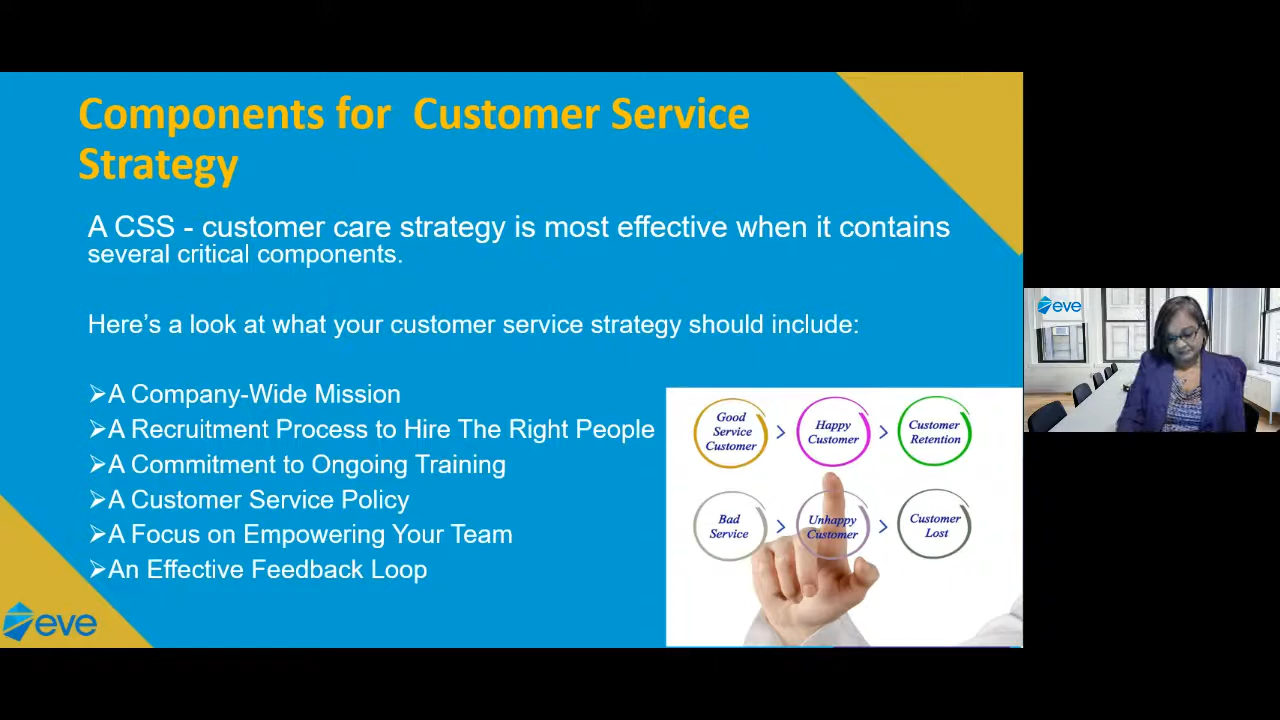 Components for  Customer Service
Strategy
A CSS - customer care strategy is most effective when it contains
several critical components.
Here's a look at what your customer service strategy should include:
➢A Company-Wide Mission
➢A Recruitment Process to Hire The Right People
➢A Commitment to Ongoing Training
➢A Customer Service Policy
➢A Focus on Empowering Your Team
➢An Effective Feedback Loop
Good
Service
Customer
>
Happy
Customer
>
Customer
Retention
Bad
Service
>
Unhappy
Customer
>
Customer
Lost
eve
eve